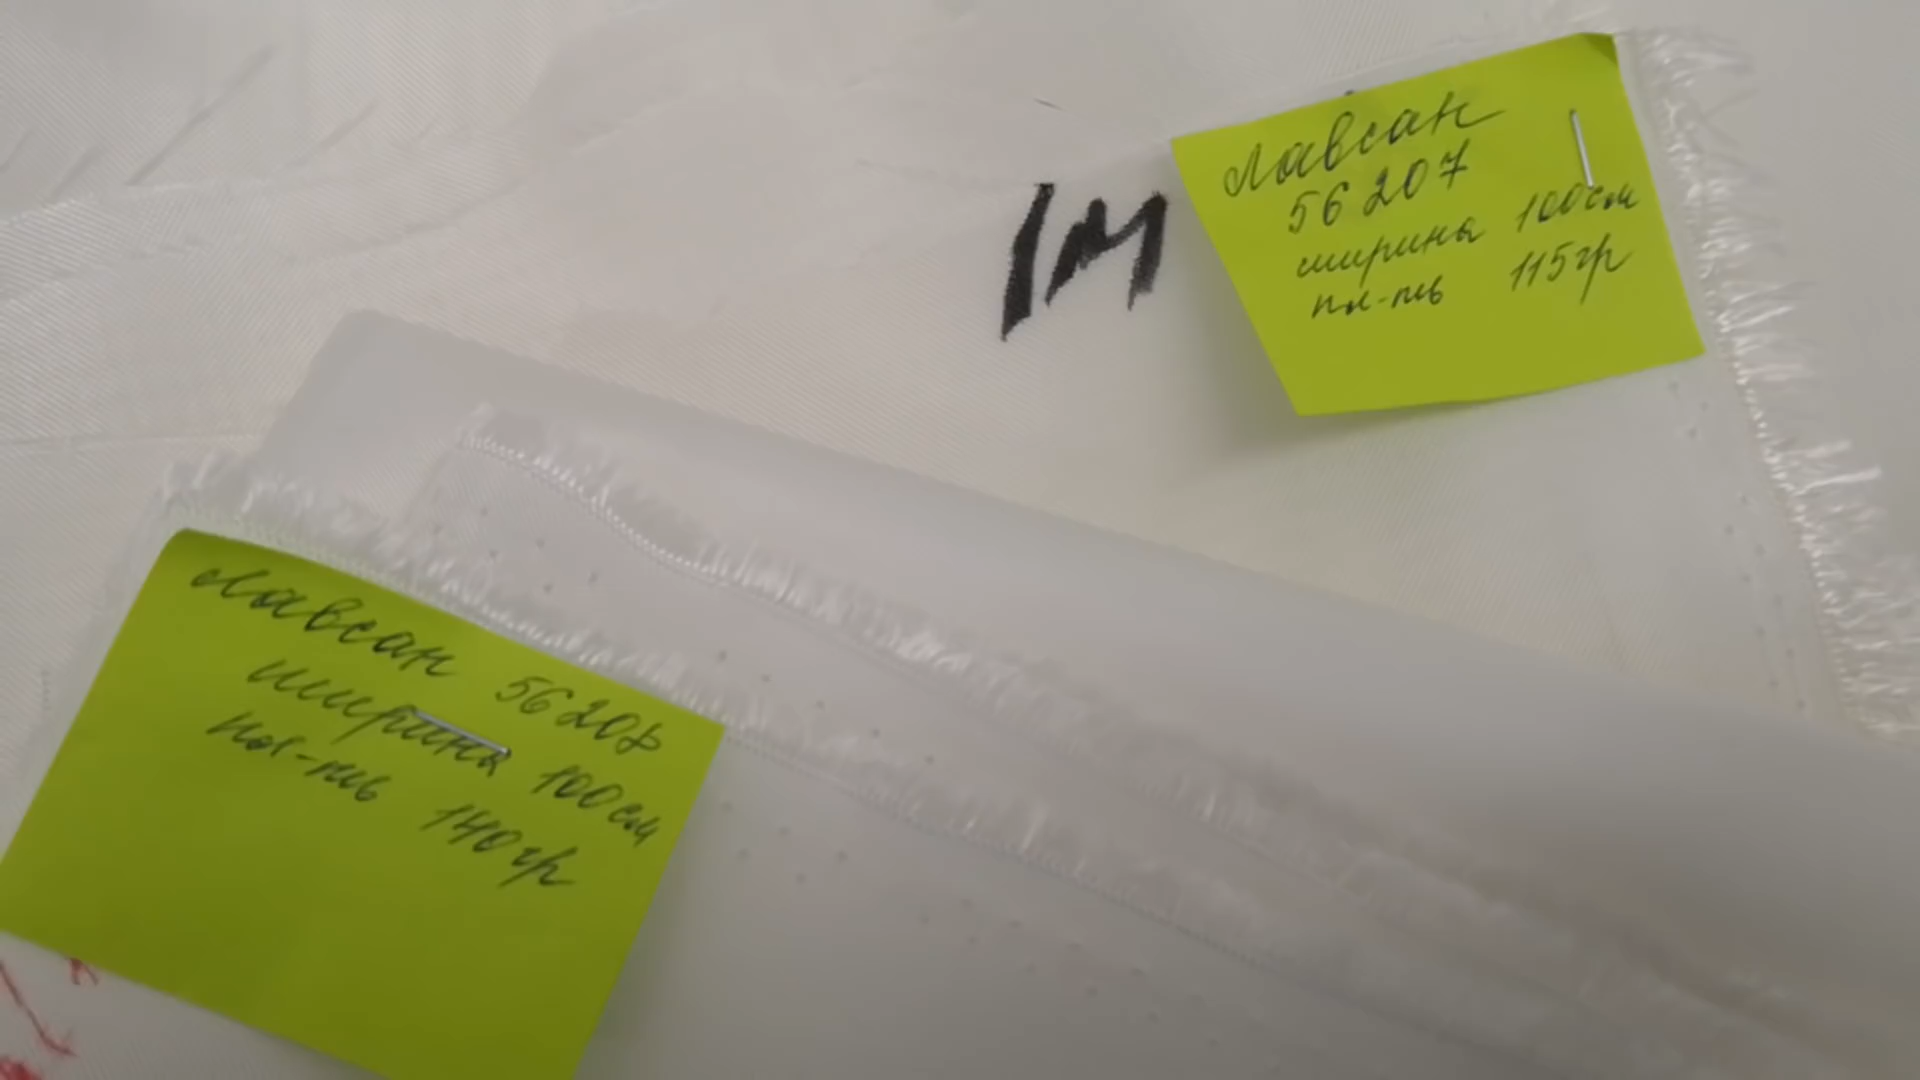 1м
Лавсан
56207
ширина 100см
пл-ть 115гр
Лавсан 56208
ширина 100см
пл-ть 140гр